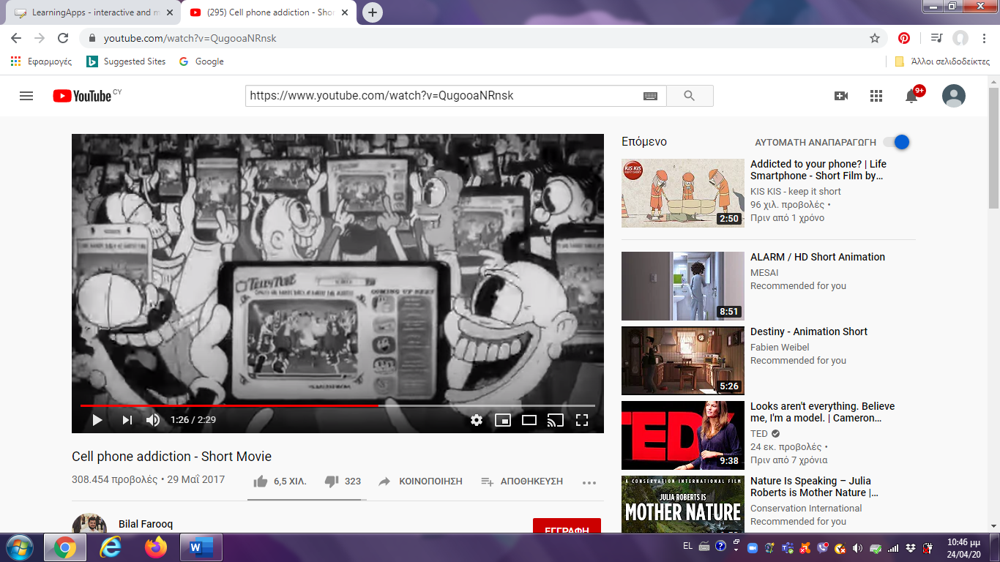 LearningApps - interactive and m
(295) Cell phone addiction - Shor
youtube.com/watch?v=QugooaNRnsk
Εφαρμογές
Suggested Sites
Google
Άλλοι σελιδοδείκτες
YouTube CY
https://www.youtube.com/watch?v=QugooaNRnsk
9+
COMING UP NEXT
1:26 / 2:29
Cell phone addiction - Short Movie
308.454 προβολές • 29 Μαΐ 2017
6,5 ΧΙΛ.
323
ΚΟΙΝΟΠΟΙΗΣΗ
ΑΠΟΘΗΚΕΥΣΗ
Bilal Farooq
ΕΓΓΡΑΦΗ
Επόμενο
ΑΥΤΟΜΑΤΗ ΑΝΑΠΑΡΑΓΩΓΗ
KIS KIS
2:50
Addicted to your phone? | Life
Smartphone - Short Film by…
KIS KIS - keep it short
96 χιλ. προβολές •
Πριν από 1 χρόνο
8:51
ALARM / HD Short Animation
MESAI
Recommended for you
5:26
Destiny - Animation Short
Fabien Weibel
Recommended for you
TED
9:38
Looks aren't everything. Believe
me, I'm a model. | Cameron…
TED
24 εκ. προβολές •
Πριν από 7 χρόνια
A CONSERVATION INTERNATIONAL FILM
JULIA ROBERTS IS
MOTHER NATURE
Nature Is Speaking – Julia
Roberts is Mother Nature |…
Conservation International
Recommended for you
EL
10:46 μμ
24/04/20